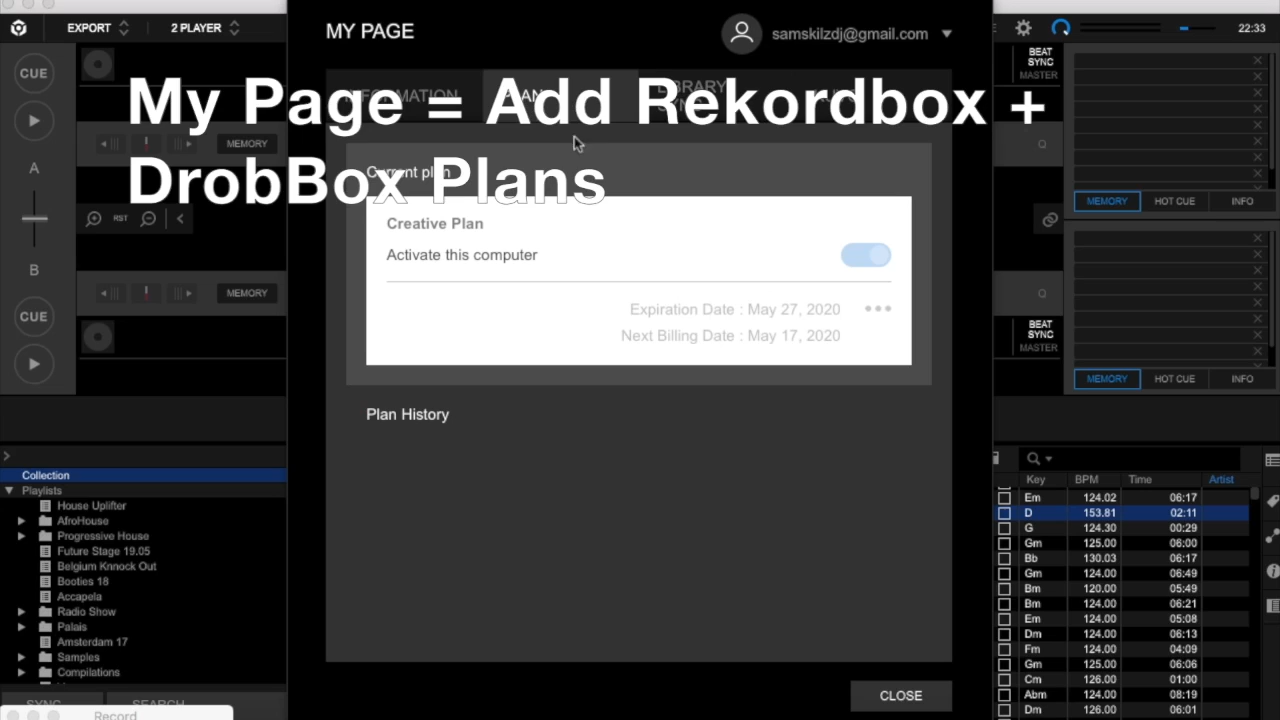 EXPORT
2 PLAYER
MY PAGE
samskilzdj@gmail.com
22:33
My Page = Add Rekordbox +
DrobBox Plans
INFORMATION
PLAN
LIBRARY
Current plan
Creative Plan
Activate this computer
Expiration Date : May 27, 2020
Next Billing Date : May 17, 2020
Plan History
CLOSE
CUE
A
MEMORY
RST
B
MEMORY
CUE
BEAT
SYNC
MASTER
Q
MEMORY
HOT CUE
INFO
Q
BEAT
SYNC
MASTER
MEMORY
HOT CUE
INFO
Collection
Playlists
House Uplifter
AfroHouse
Progressive House
Future Stage 19.05
Belgium Knnock Out
Booties 18
Accapela
Radio Show
Palais
Amsterdam 17
Samples
Compilations
SYNC
SEARCH
Record
Key BPM Time Artist
Em 124.02 06:17
D 153.81 02:11
G 124.30 00:29
Gm 125.00 06:00
Bb 130.03 06:17
Gm 124.00 06:49
Bm 120.00 05:49
Bm 124.00 06:21
Em 124.00 05:08
Dm 124.00 06:13
Fm 124.00 04:09
Gm 125.00 06:06
Cm 126.00 01:00
Abm 124.00 08:19
Dm 126.00 06:01